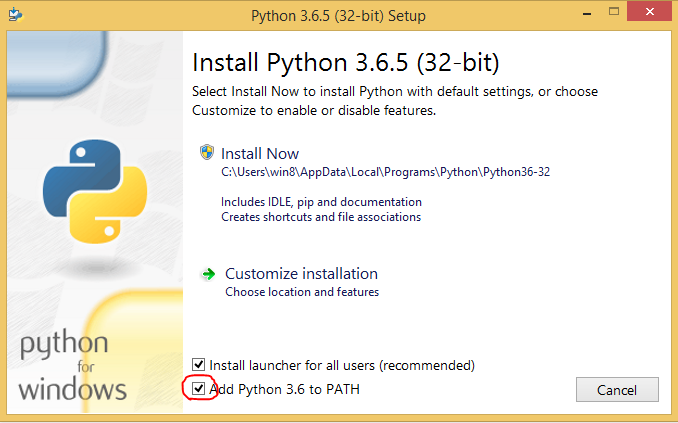 Python 3.6.5 (32-bit) Setup
Install Python 3.6.5 (32-bit)
Select Install Now to install Python with default settings, or choose
Customize to enable or disable features.
Install Now
C:\Users\win8\AppData\Local\Programs\Python\Python36-32
Includes IDLE, pip and documentation
Creates shortcuts and file associations
Customize installation
Choose location and features
python
for
windows
Install launcher for all users (recommended)
Add Python 3.6 to PATH
Cancel